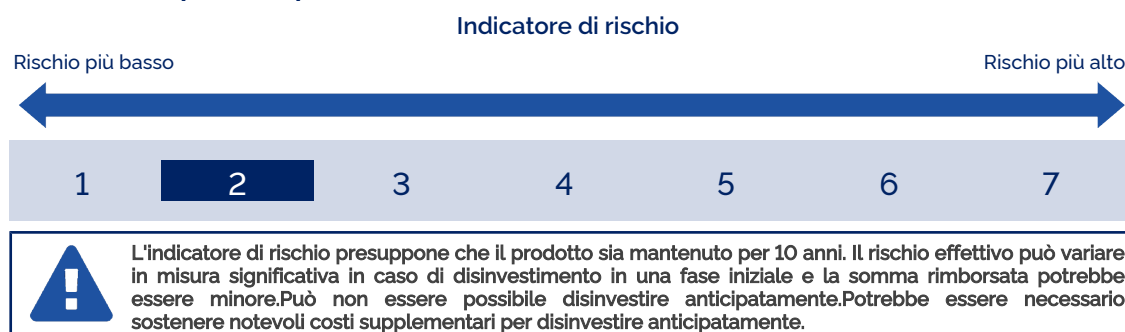 Indicatore di rischio
Rischio più basso
Rischio più alto
1 2 3 4 5 6 7
L'indicatore di rischio presuppone che il prodotto sia mantenuto per 10 anni. Il rischio effettivo può variare
in misura significativa in caso di disinvestimento in una fase iniziale e la somma rimborsata potrebbe
essere minore.Può non essere possibile disinvestire anticipatamente.Potrebbe essere necessario
sostenere notevoli costi supplementari per disinvestire anticipatamente.